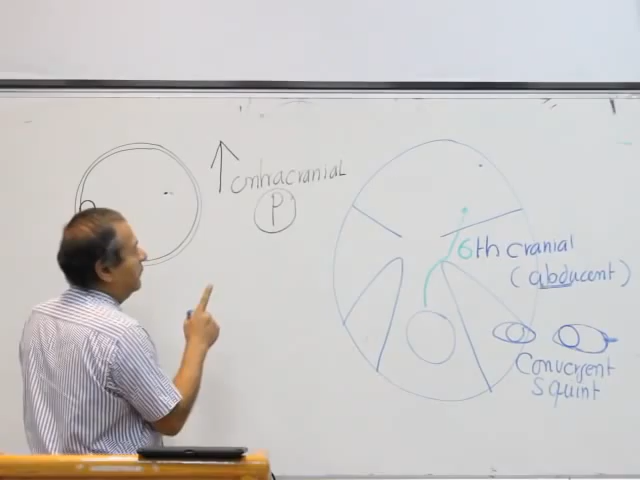 intracranial
P
6th cranial
(abducent)
Convergent
Squint